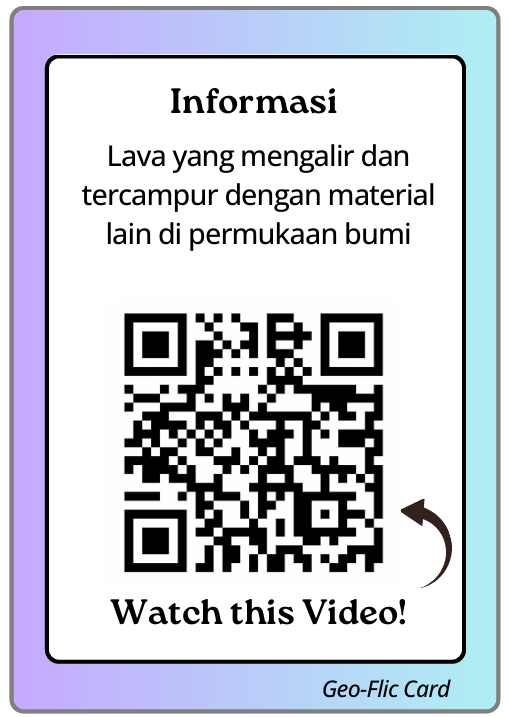 Informasi
Lava yang mengalir dan
tercampur dengan material
lain di permukaan bumi
Watch this Video!
Geo-Flic Card